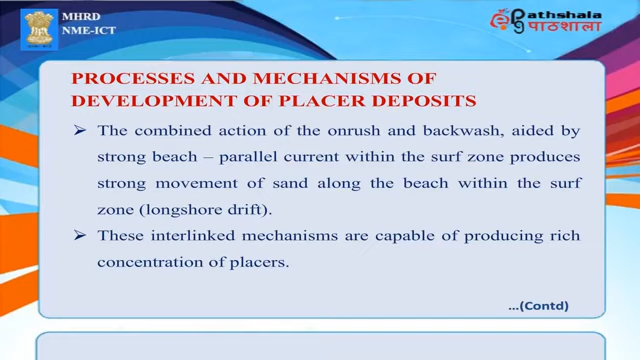 MHRD
NME-ICT
Pathshala
पाठशाला
PROCESSES AND MECHANISMS OF
DEVELOPMENT OF PLACER DEPOSITS
➢ The combined action of the onrush and backwash, aided by
strong beach – parallel current within the surf zone produces
strong movement of sand along the beach within the surf
zone (longshore drift).
➢ These interlinked mechanisms are capable of producing rich
concentration of placers.
...(Contd)